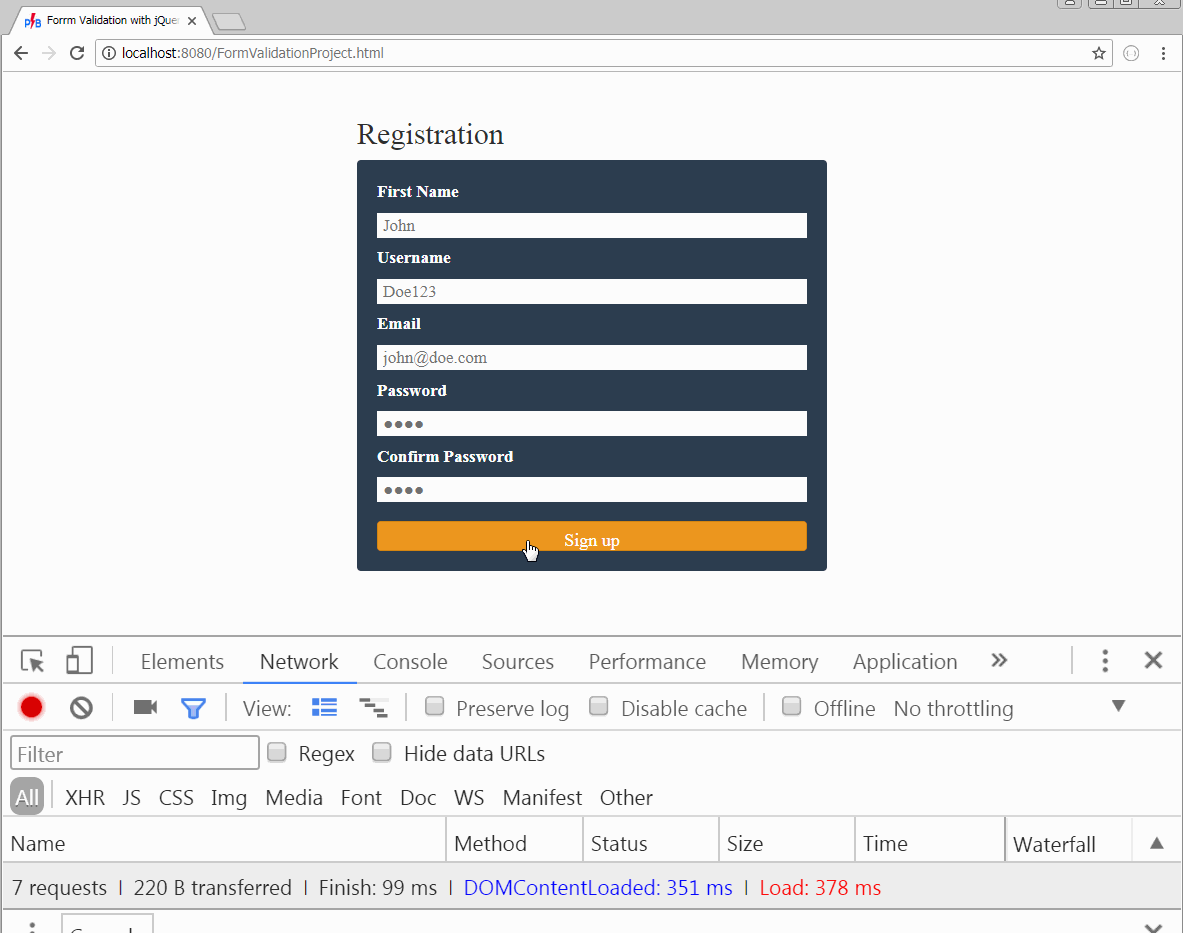 Forrm Validation with jQue
localhost:8080/FormValidationProject.html
Registration
First Name
John
Username
Doe123
Email
john@doe.com
Password
Confirm Password
Sign up
Elements Network Console Sources Performance Memory Application
View: Preserve log Disable cache Offline No throttling
Filter Regex Hide data URLs
All XHR JS CSS Img Media Font Doc WS Manifest Other
Name Method Status Size Time Waterfall
7 requests | 220 B transferred | Finish: 99 ms | DOMContentLoaded: 351 ms | Load: 378 ms